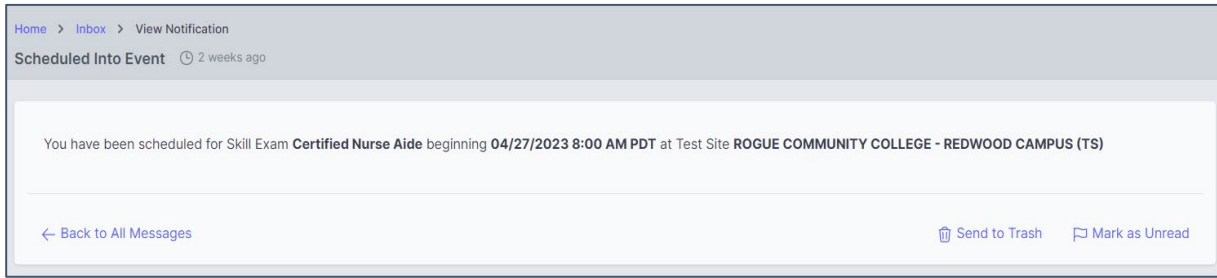 Home > Inbox > View Notification
Scheduled Into Event 2 weeks ago
You have been scheduled for Skill Exam Certified Nurse Aide beginning 04/27/2023 8:00 AM PDT at Test Site ROGUE COMMUNITY COLLEGE - REDWOOD CAMPUS (TS)
← Back to All Messages Send to Trash Mark as Unread